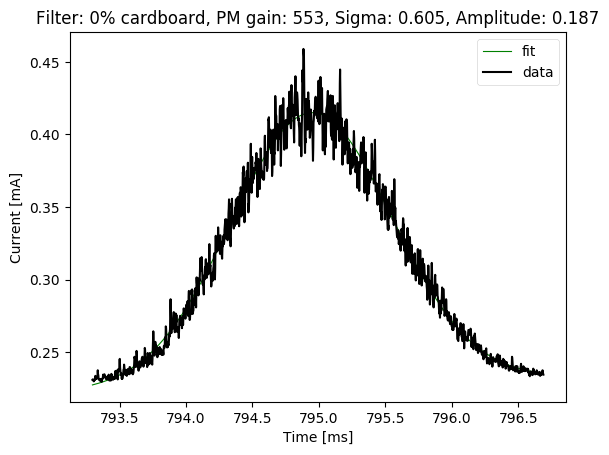 Filter: 0% cardboard, PM gain: 553, Sigma: 0.605, Amplitude: 0.187
fit
data
0.45
0.40
0.35
0.30
0.25
Current [mA]
793.5 794.0 794.5 795.0 795.5 796.0 796.5
Time [ms]